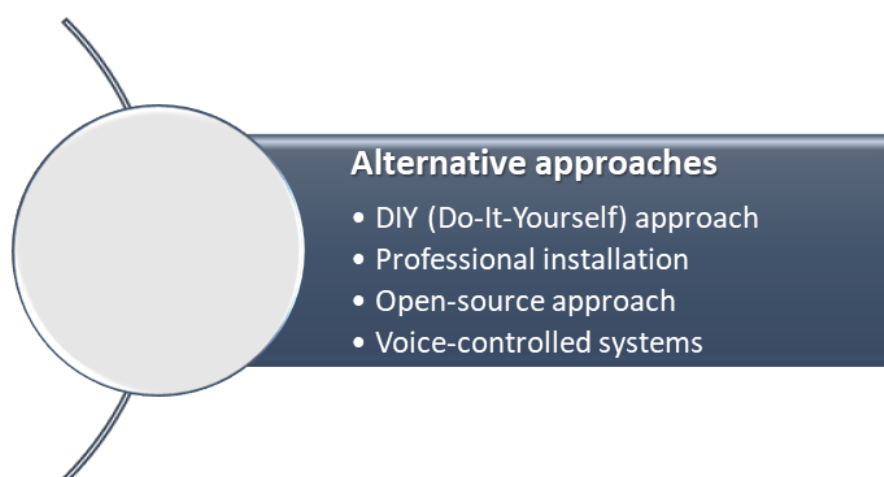 Alternative approaches
• DIY (Do-It-Yourself) approach
• Professional installation
• Open-source approach
• Voice-controlled systems